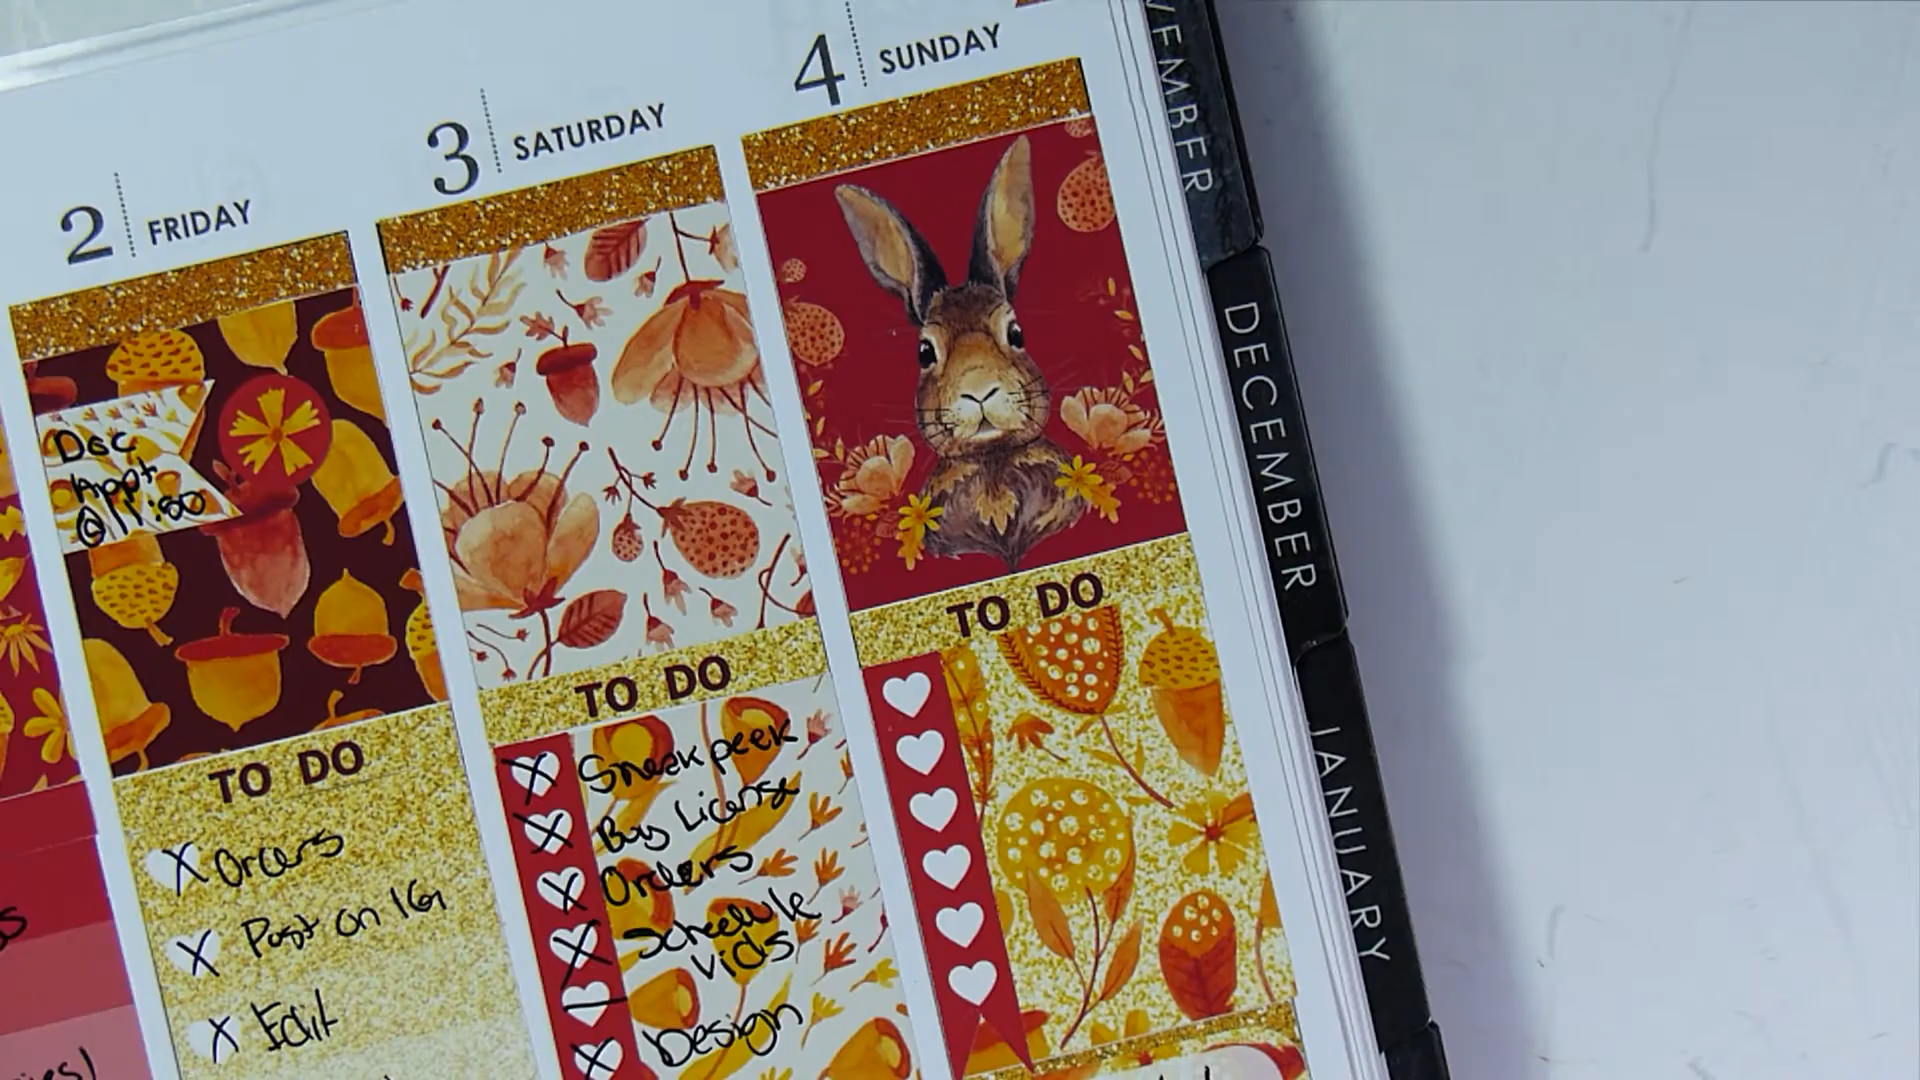 2 FRIDAY
3 SATURDAY
4 SUNDAY
Doc
Appt
@11:00
TO DO
Orders
Post on IG
Edit
TO DO
Sneak peek
Buy License
Orders
Schedule
vids
Design
TO DO
VEMBER
DECEMBER
JANUARY